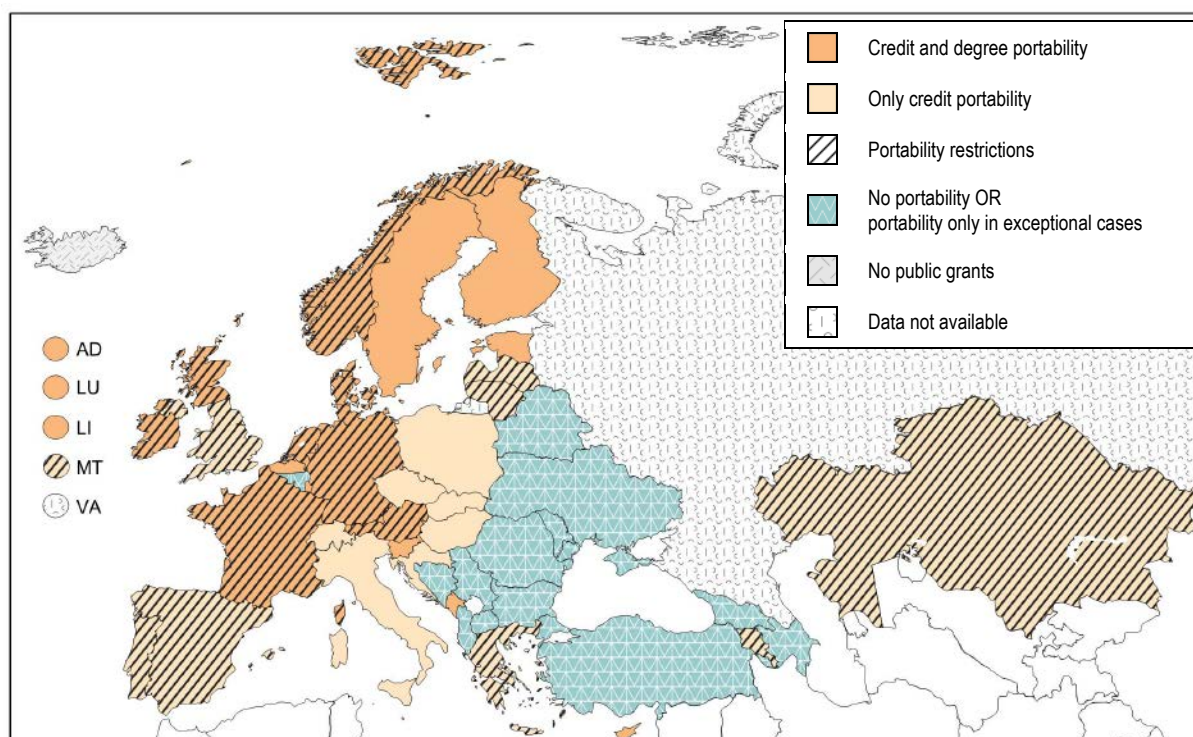 Credit and degree portability
Only credit portability
Portability restrictions
No portability OR
portability only in exceptional cases
No public grants
Data not available
AD
LU
LI
MT
VA